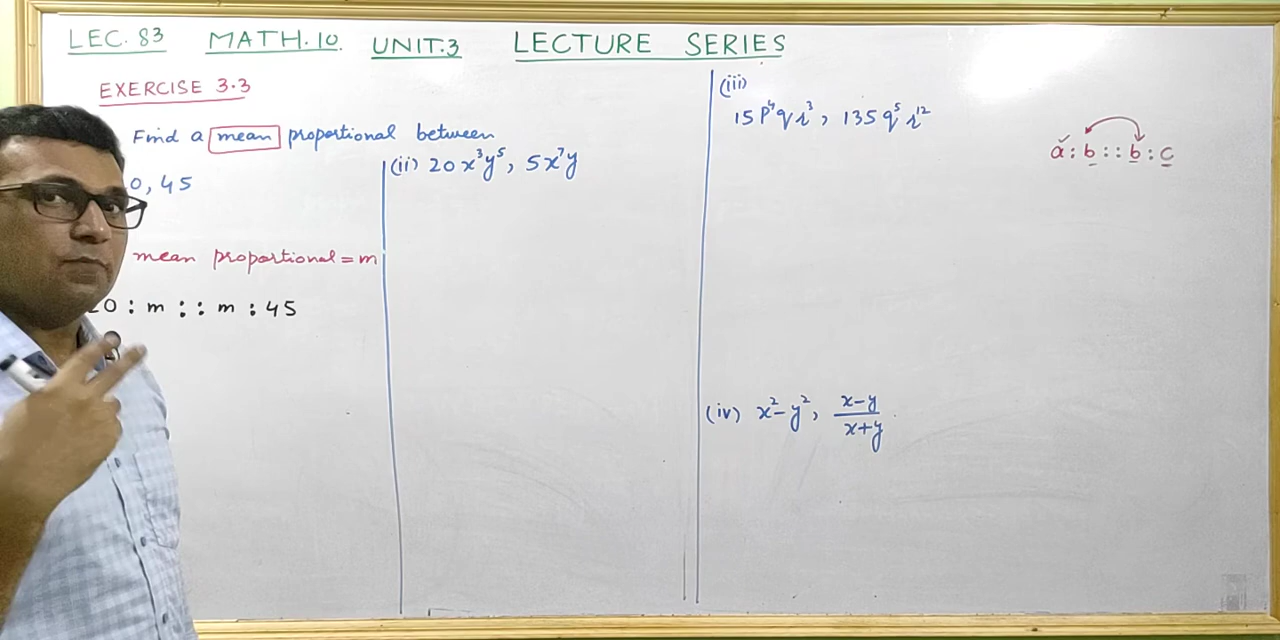 LEC. 83 MATH.10. UNIT.3 LECTURE SERIES
EXERCISE 3.3
Find a mean proportional between
0, 45
mean proportional = m
20 : m :: m : 45
(ii) 20x³y⁵, 5x⁷y
(iii)
15p⁴qr³, 135q⁵r¹²
(iv) x²-y², x-y / x+y
a : b :: b : c